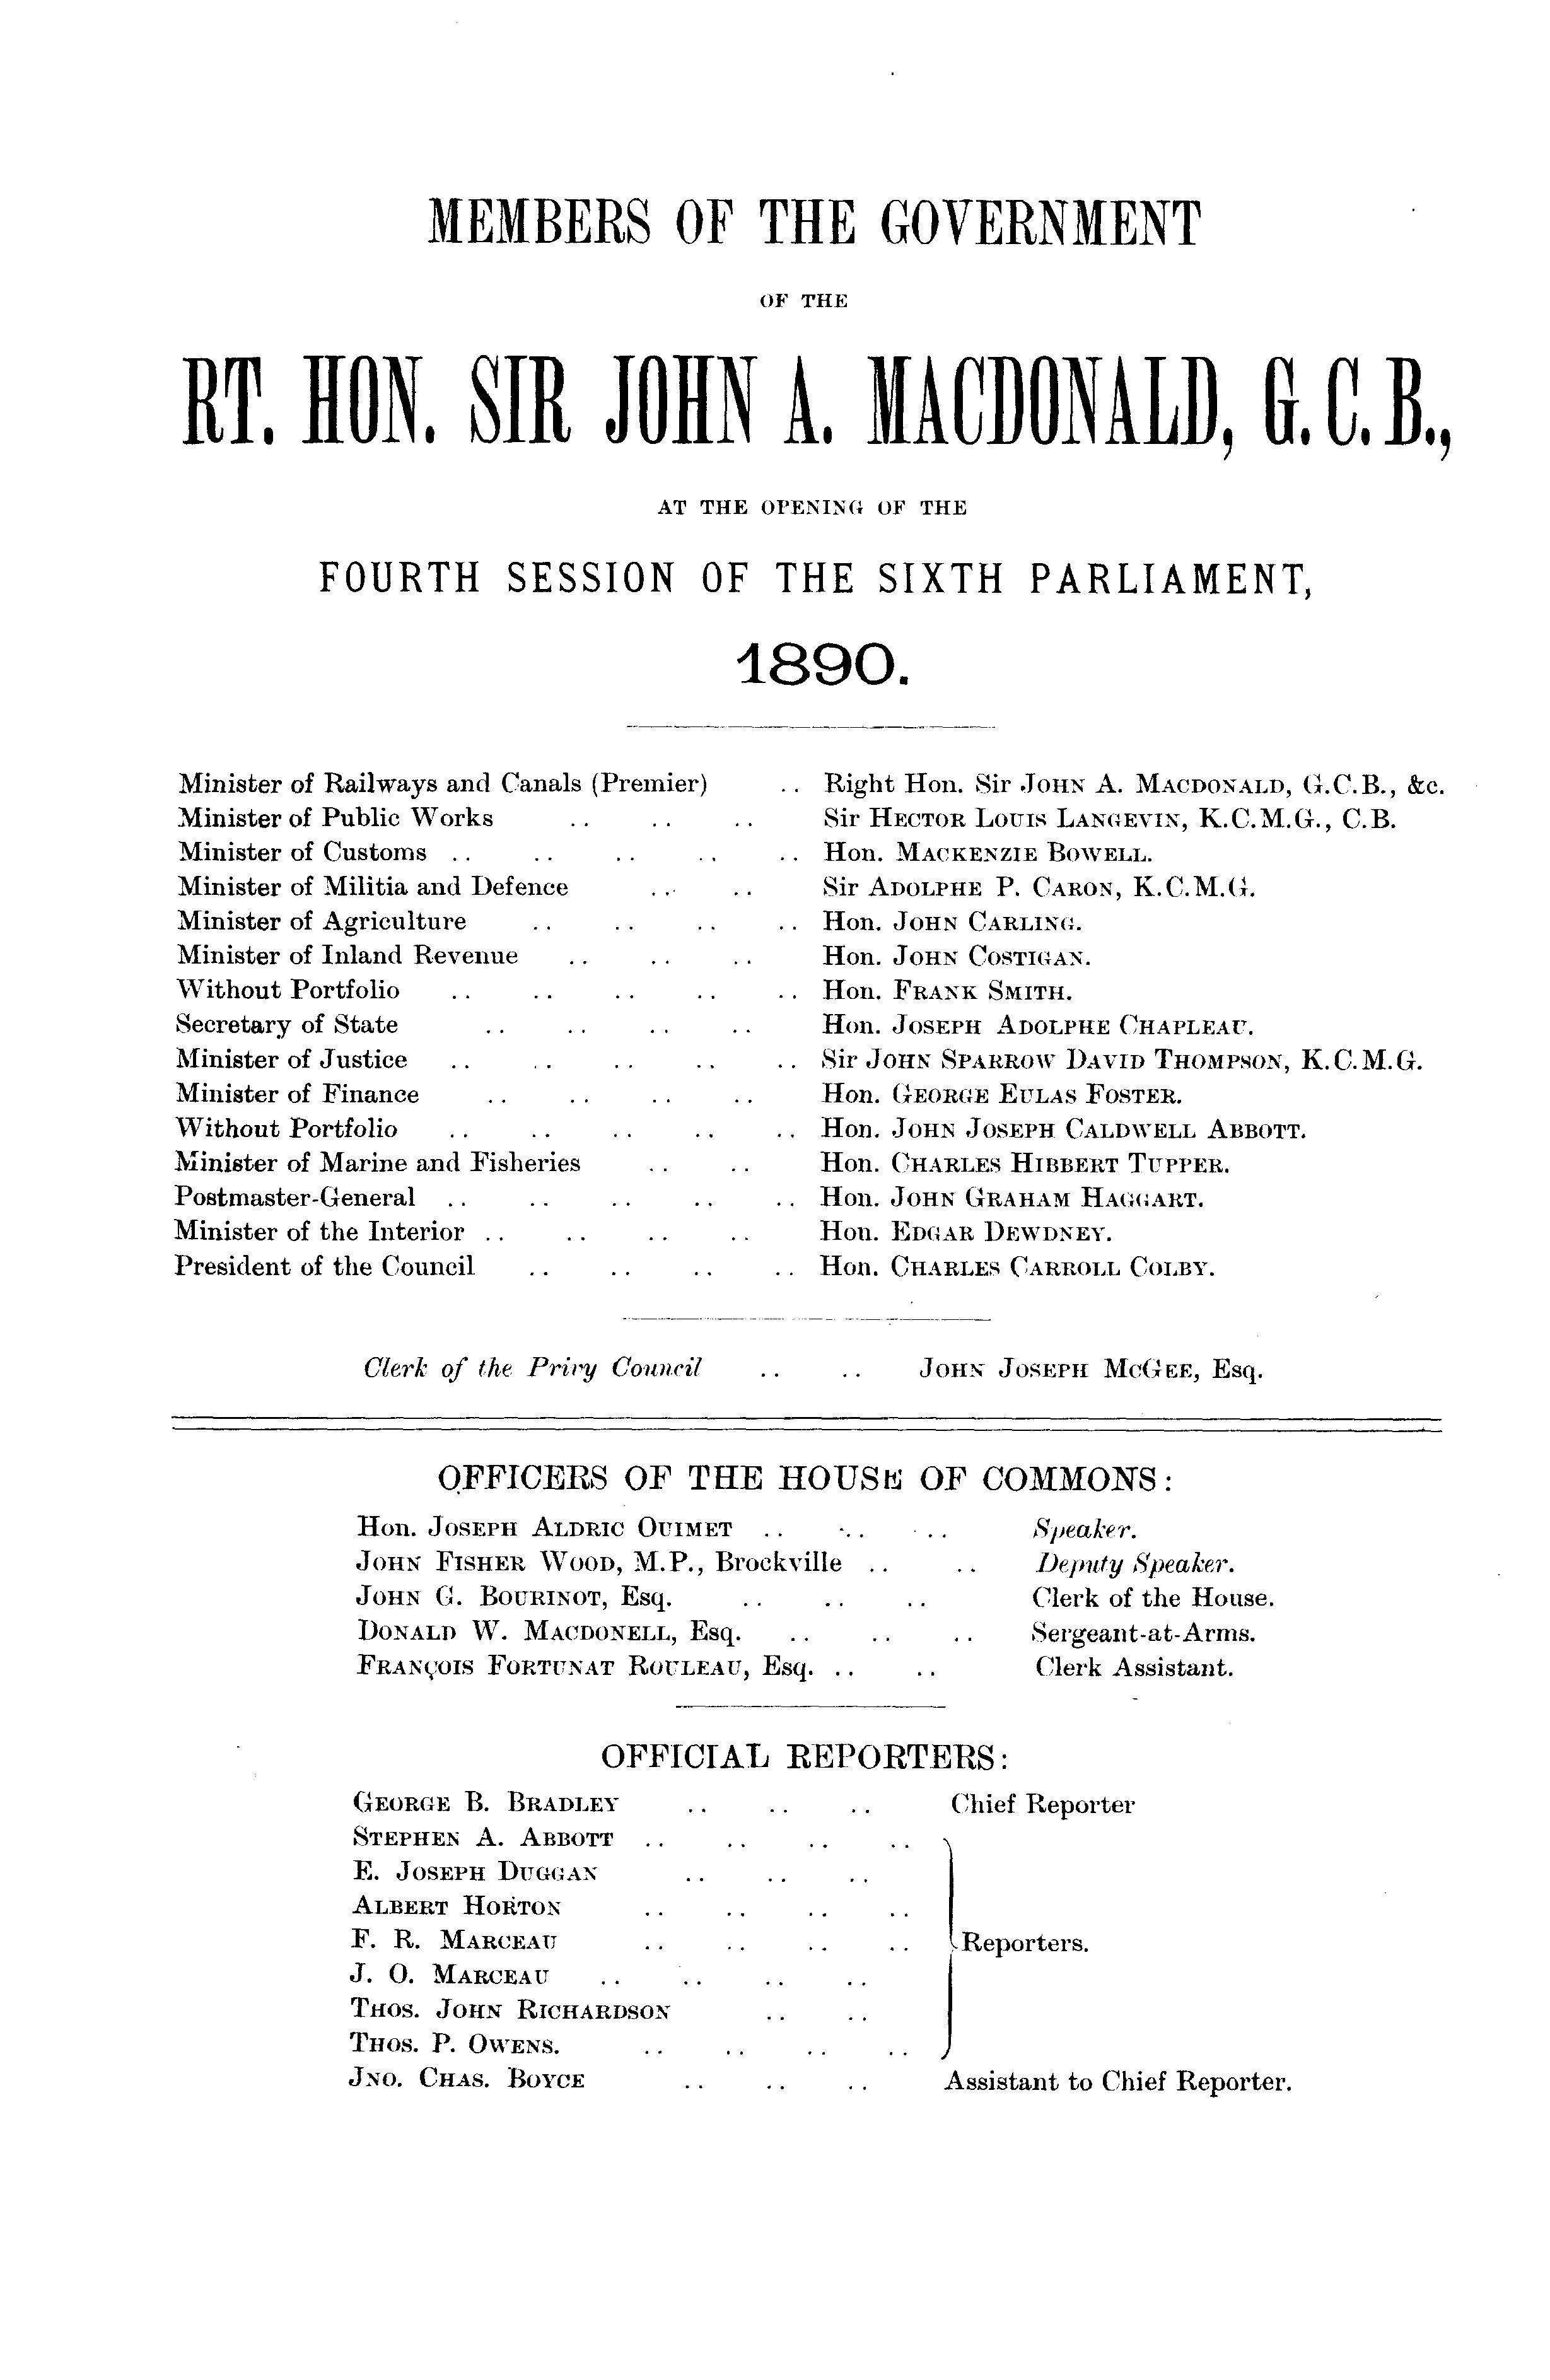 MEMBERS OF THE GOVERNMENT
OF THE
RT. HON. SIR JOHN A. MACDONALD, G.C.B.,
AT THE OPENING OF THE
FOURTH SESSION OF THE SIXTH PARLIAMENT,
1890.
Minister of Railways and Canals (Premier) .. Right Hon. Sir JOHN A. MACDONALD, G.C.B., &c.
Minister of Public Works .. .. .. Sir HECTOR LOUIS LANGEVIN, K.C.M.G., C.B.
Minister of Customs .. .. .. .. .. Hon. MACKENZIE BOWELL.
Minister of Militia and Defence .. .. Sir ADOLPHE P. CARON, K.C.M.G.
Minister of Agriculture .. .. .. .. Hon. JOHN CARLING.
Minister of Inland Revenue .. .. .. Hon. JOHN COSTIGAN.
Without Portfolio .. .. .. .. .. Hon. FRANK SMITH.
Secretary of State .. .. .. .. Hon. JOSEPH ADOLPHE CHAPLEAU.
Minister of Justice .. .. .. .. .. Sir JOHN SPARROW DAVID THOMPSON, K.C.M.G.
Minister of Finance .. .. .. .. Hon. GEORGE EULAS FOSTER.
Without Portfolio .. .. .. .. .. Hon. JOHN JOSEPH CALDWELL ABBOTT.
Minister of Marine and Fisheries .. .. Hon. CHARLES HIBBERT TUPPER.
Postmaster-General .. .. .. .. .. Hon. JOHN GRAHAM HAGGART.
Minister of the Interior .. .. .. .. Hon. EDGAR DEWDNEY.
President of the Council .. .. .. .. Hon. CHARLES CARROLL COLBY.
Clerk of the Privy Council .. .. JOHN JOSEPH MCGEE, Esq.
OFFICERS OF THE HOUSE OF COMMONS:
Hon. JOSEPH ALDRIC OUIMET .. .. .. Speaker.
JOHN FISHER WOOD, M.P., Brockville .. .. Deputy Speaker.
JOHN G. BOURINOT, Esq. .. .. .. Clerk of the House.
DONALD W. MACDONELL, Esq. .. .. .. Sergeant-at-Arms.
FRANÇOIS FORTUNAT ROULEAU, Esq. .. .. Clerk Assistant.
OFFICIAL REPORTERS:
GEORGE B. BRADLEY .. .. .. Chief Reporter
STEPHEN A. ABBOTT .. .. .. ..
E. JOSEPH DUGGAN .. .. ..
ALBERT HORTON .. .. .. ..
F. R. MARCEAU .. .. .. .. Reporters.
J. O. MARCEAU .. .. .. ..
THOS. JOHN RICHARDSON .. ..
THOS. P. OWENS. .. .. .. ..
JNO. CHAS. BOYCE .. .. .. Assistant to Chief Reporter.